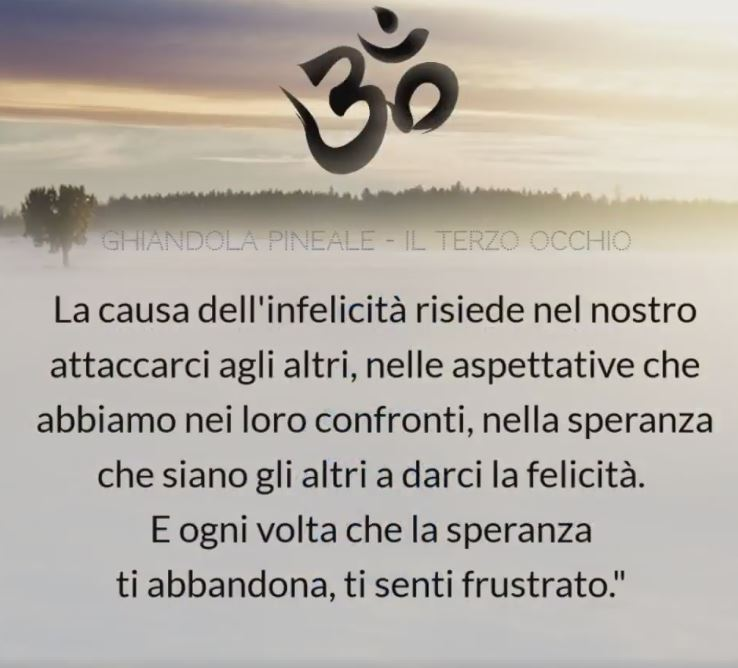 ॐ
GHIANDOLA PINEALE - IL TERZO OCCHIO
La causa dell'infelicità risiede nel nostro
attaccarci agli altri, nelle aspettative che
abbiamo nei loro confronti, nella speranza
che siano gli altri a darci la felicità.
E ogni volta che la speranza
ti abbandona, ti senti frustrato."